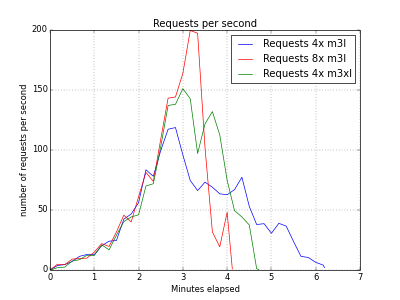 Requests per second
200
150
100
50
0
number of requests per second
Requests 4x m3l
Requests 8x m3l
Requests 4x m3xl
0 1 2 3 4 5 6 7
Minutes elapsed